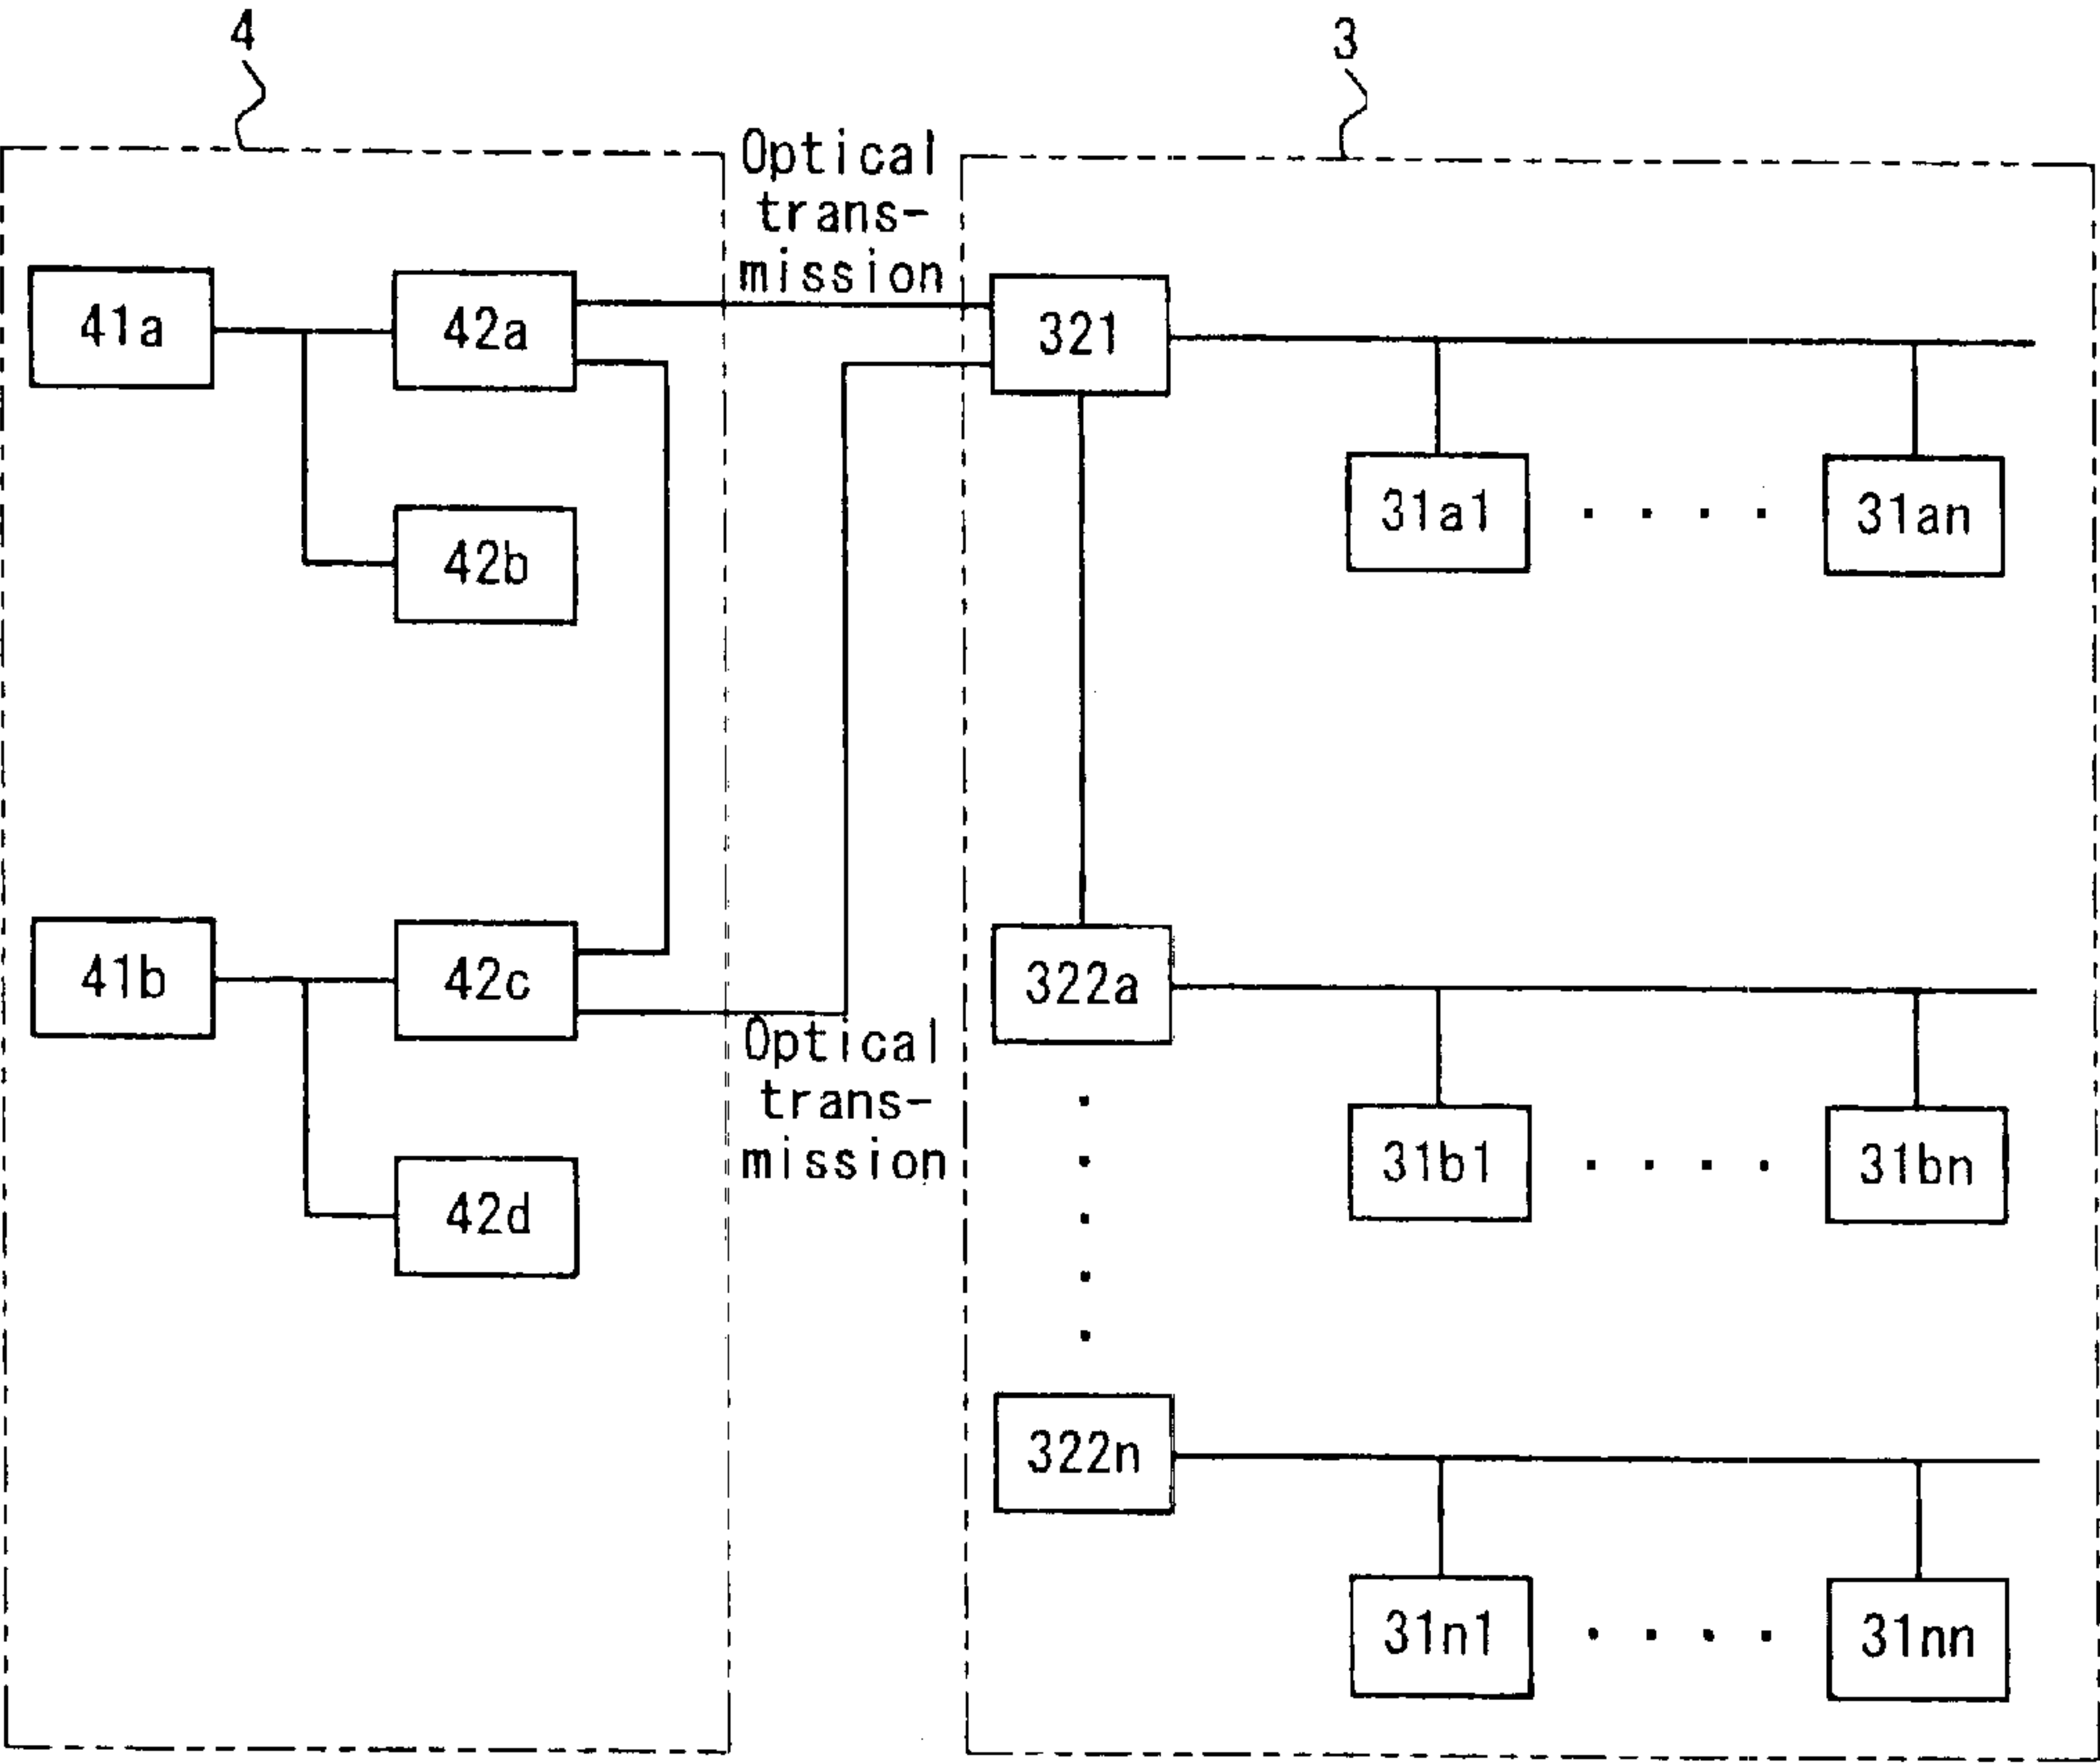 4
3
Optical
trans-
mission
41a
42a
321
31a1
31an
42b
41b
42c
322a
Optical
trans-
mission
31b1
31bn
42d
322n
31n1
31nn